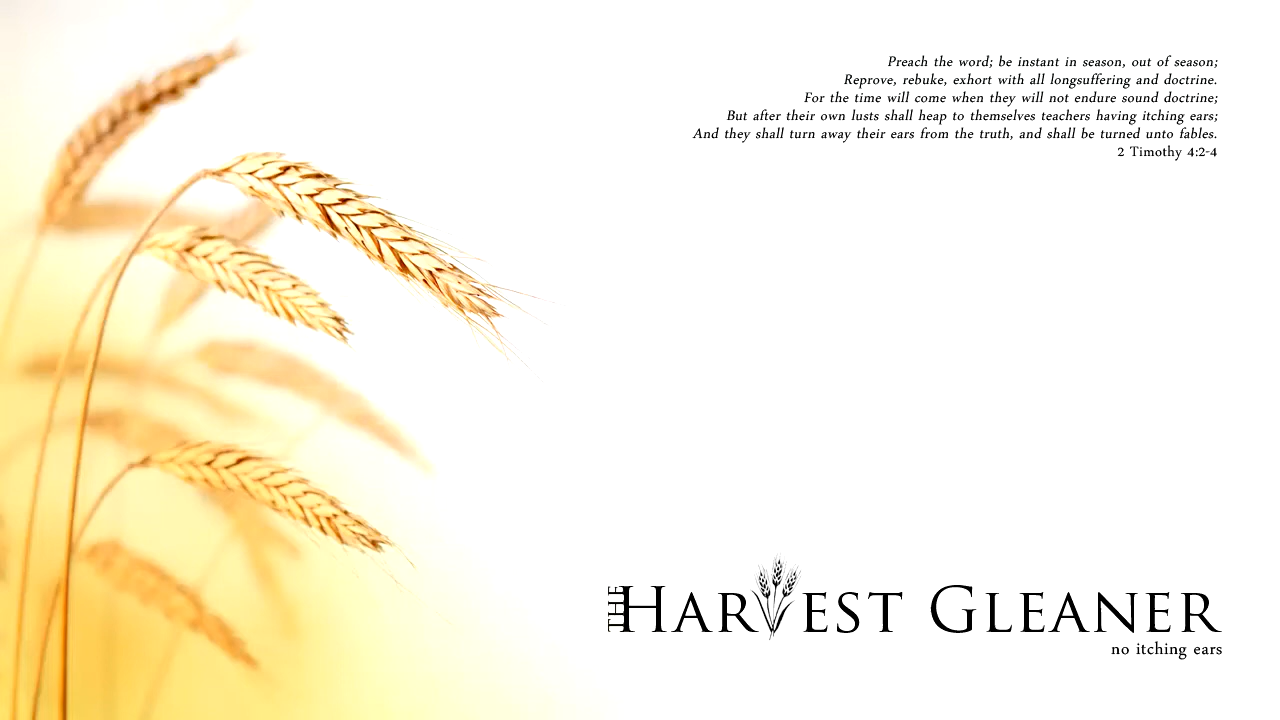 Preach the word; be instant in season, out of season;
Reprove, rebuke, exhort with all longsuffering and doctrine.
For the time will come when they will not endure sound doctrine;
But after their own lusts shall heap to themselves teachers having itching ears;
And they shall turn away their ears from the truth, and shall be turned unto fables.
2 Timothy 4:2-4
THE HARVEST GLEANER
no itching ears